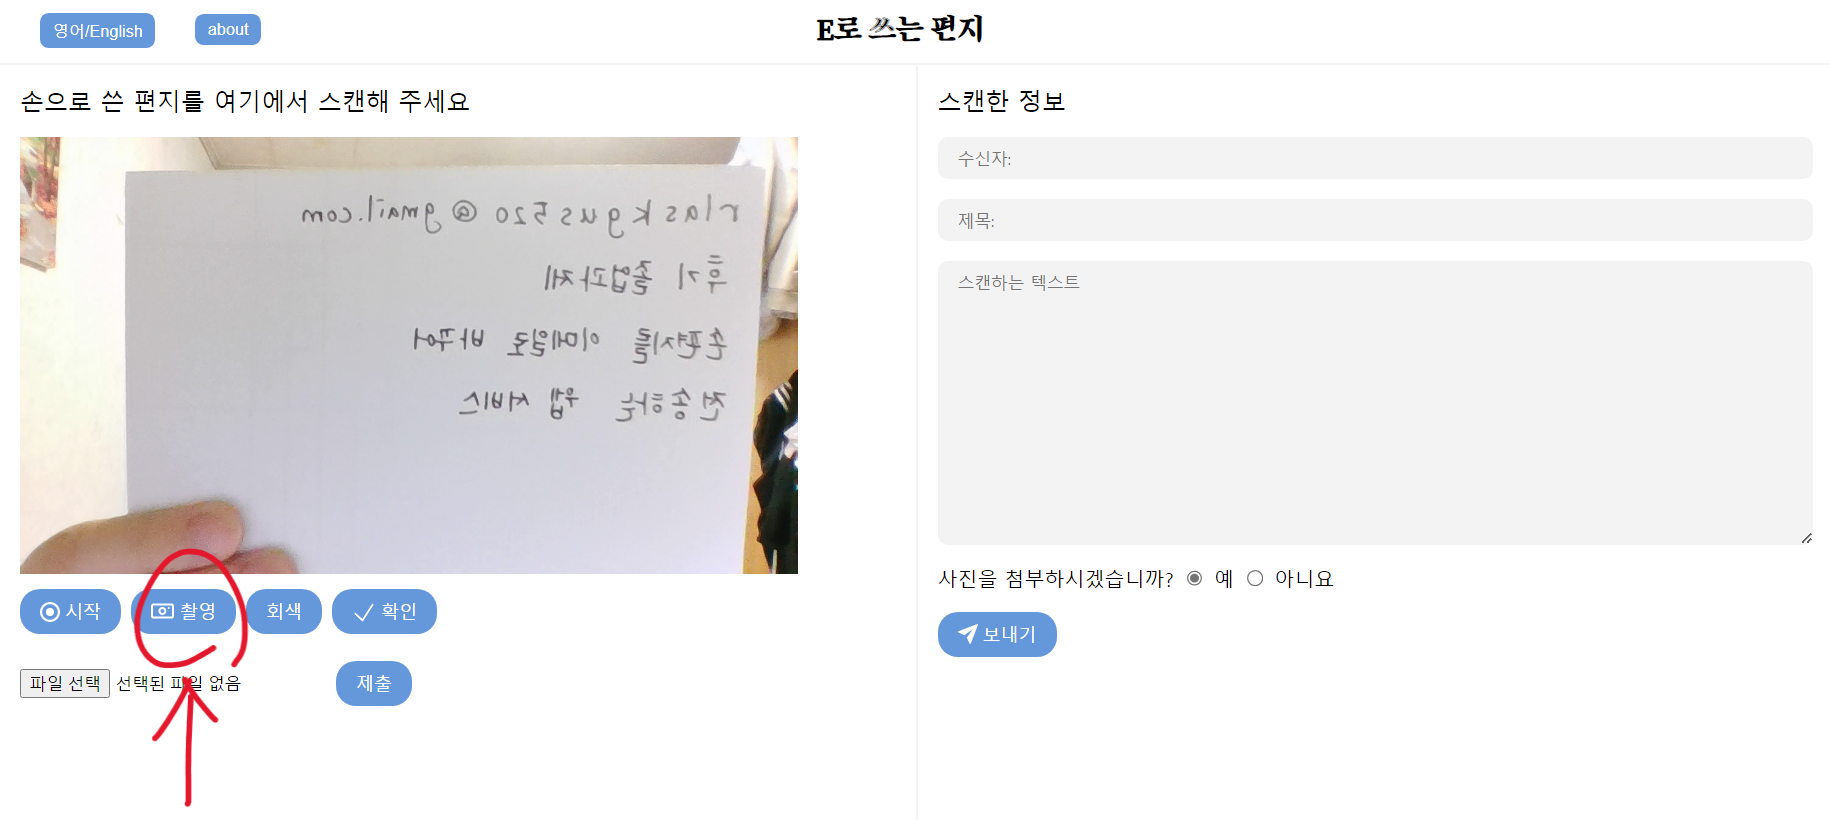 영어/English
about
E로 쓰는 편지
손으로 쓴 편지를 여기에서 스캔해 주세요
rlaskgus520@gmail.com
후기 졸업과제
손편지를 이메일로 바꾸어
전송하는 웹 서비스
시작
촬영
회색
확인
파일 선택 선택된 파일 없음
제출
스캔한 정보
수신자:
제목:
스캔하는 텍스트
사진을 첨부하시겠습니까? 예 아니요
보내기